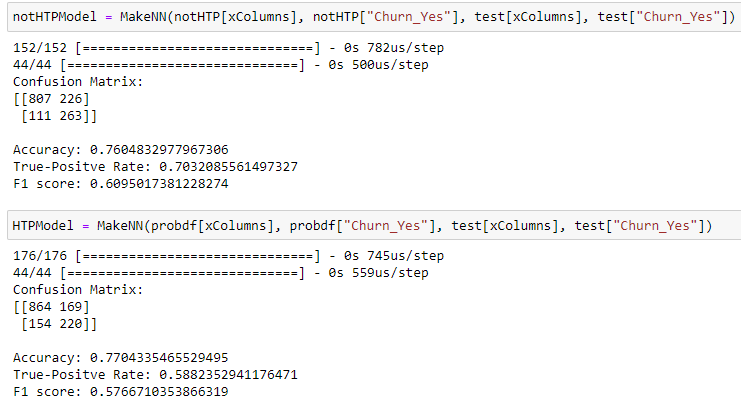 notHTPModel = MakeNN(notHTP[xColumns], notHTP["Churn_Yes"], test[xColumns], test["Churn_Yes"])
152/152 [==============================] - 0s 782us/step
44/44 [==============================] - 0s 500us/step
Confusion Matrix:
[[807 226]
 [111 263]]
Accuracy: 0.7604832977967306
True-Positve Rate: 0.7032085561497327
F1 score: 0.6095017381228274
HTPModel = MakeNN(probdf[xColumns], probdf["Churn_Yes"], test[xColumns], test["Churn_Yes"])
176/176 [==============================] - 0s 745us/step
44/44 [==============================] - 0s 559us/step
Confusion Matrix:
[[864 169]
 [154 220]]
Accuracy: 0.7704335465529495
True-Positve Rate: 0.5882352941176471
F1 score: 0.5766710353866319